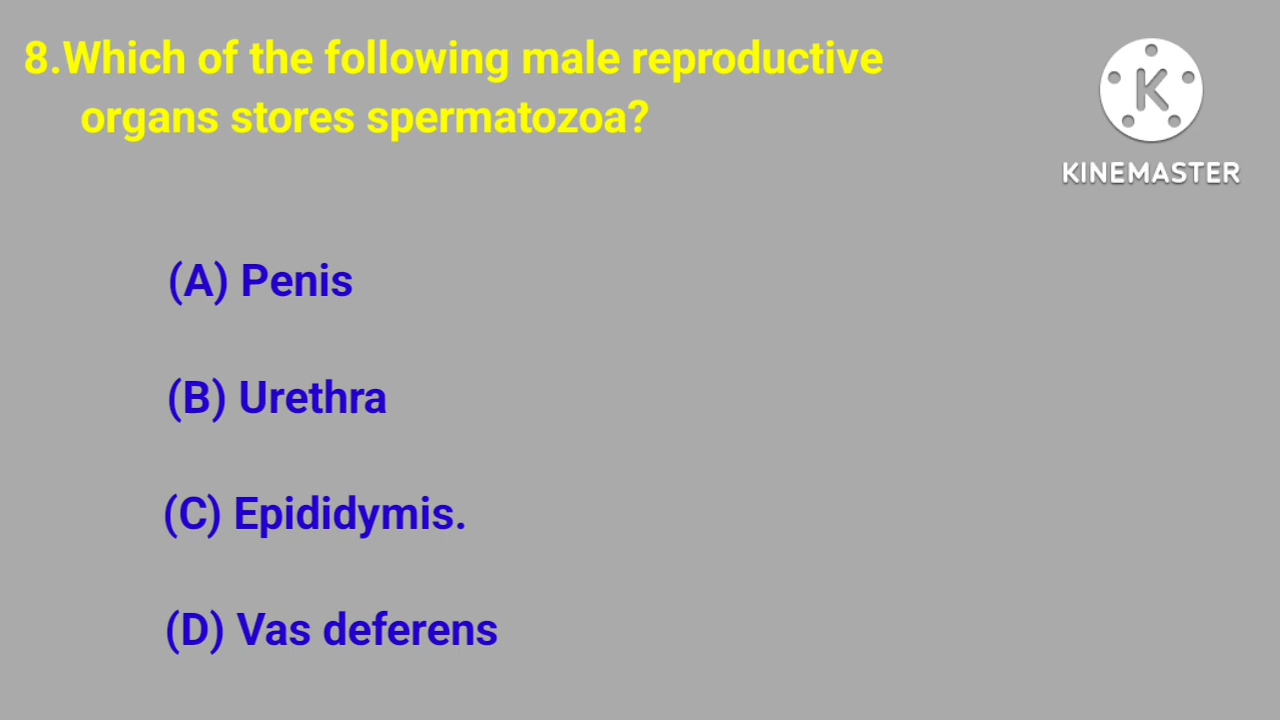 8.Which of the following male reproductive
organs stores spermatozoa?
K
KINEMASTER
(A) Penis
(B) Urethra
(C) Epididymis.
(D) Vas deferens